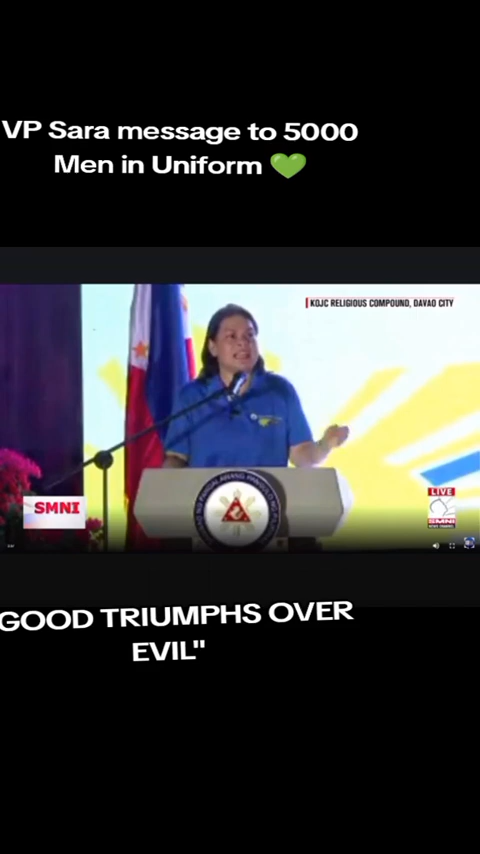 VP Sara message to 5000
Men in Uniform 💚
KOJC RELIGIOUS COMPOUND, DAVAO CITY
SMNI
LIVE
SMNI
GOOD TRIUMPHS OVER
EVIL"